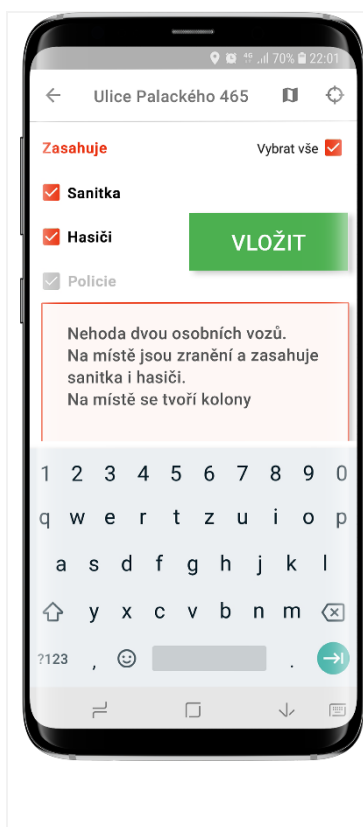 70% 22:01
Ulice Palackého 465
Zasahuje Vybrat vše
Sanitka
Hasiči
VLOŽIT
Policie
Nehoda dvou osobních vozů.
Na místě jsou zranění a zasahuje
sanitka i hasiči.
Na místě se tvoří kolony
1 2 3 4 5 6 7 8 9 0
q w e r t z u i o p
a s d f g h j k l
y x c v b n m
?123 , .